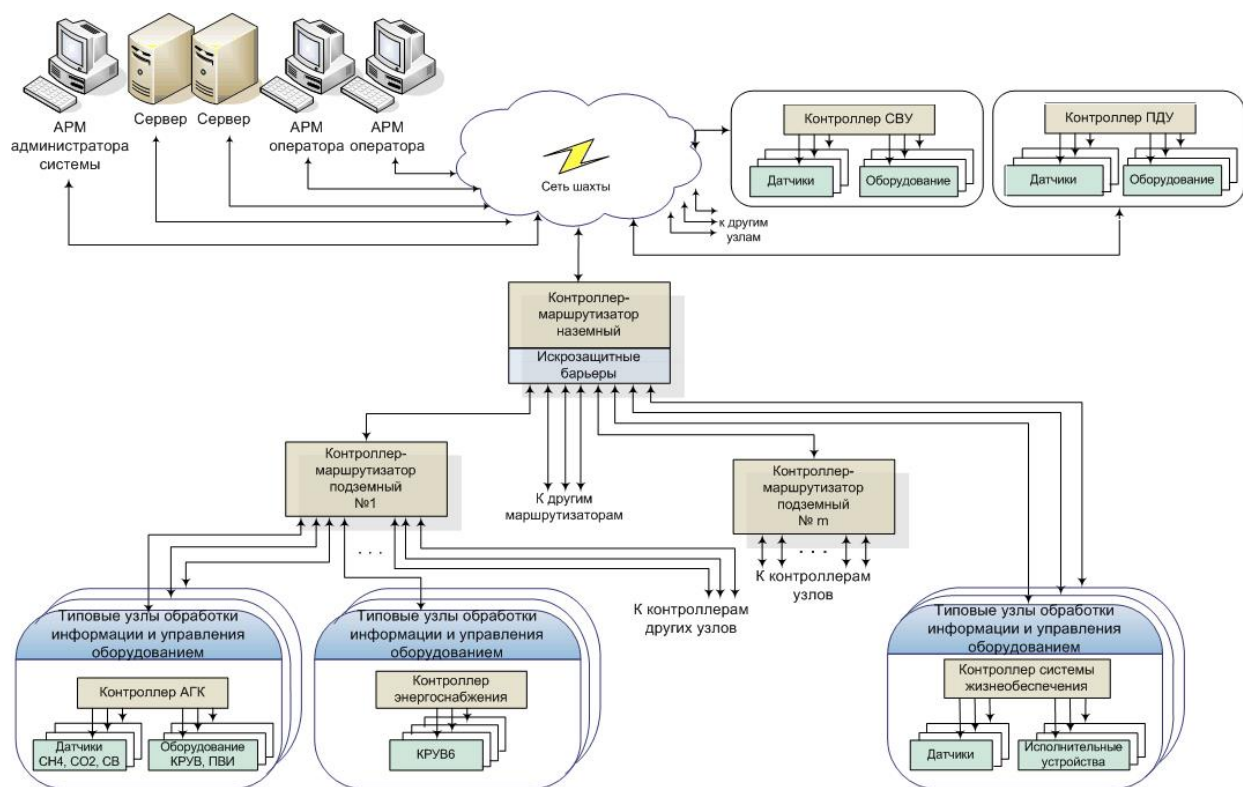 АРМ
администратора
системы
Сервер
Сервер
АРМ
оператора
АРМ
оператора
Сеть шахты
Контроллер СВУ
Датчики
Оборудование
Контроллер ПДУ
Датчики
Оборудование
к другим
узлам
Контроллер-
маршрутизатор
наземный
Искрозащитные
барьеры
Контроллер-
маршрутизатор
подземный
№1
К другим
маршрутизаторам
Контроллер-
маршрутизатор
подземный
№ m
. . .
. . .
К контроллерам
узлов
К контроллерам
других узлов
Типовые узлы обработки
информации и управления
оборудованием
Контроллер АГК
Датчики
CH4, CO2, СВ
Оборудование
КРУВ, ПВИ
Типовые узлы обработки
информации и управления
оборудованием
Контроллер
энергоснабжения
КРУВ6
Типовые узлы обработки
информации и управления
оборудованием
Контроллер системы
жизнеобеспечения
Датчики
Исполнительные
устройства